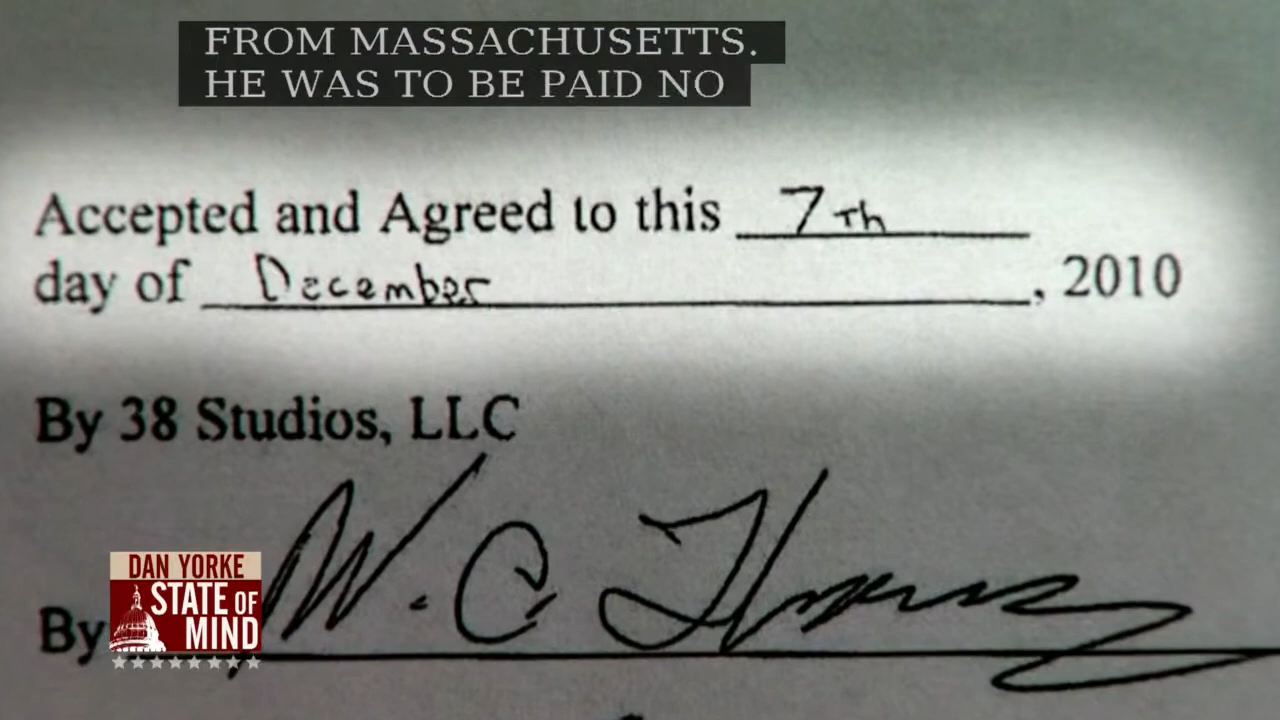 FROM MASSACHUSETTS.
HE WAS TO BE PAID NO
Accepted and Agreed to this 7th
day of December, 2010
By 38 Studios, LLC
By W. C. 
DAN YORKE
STATE OF
MIND